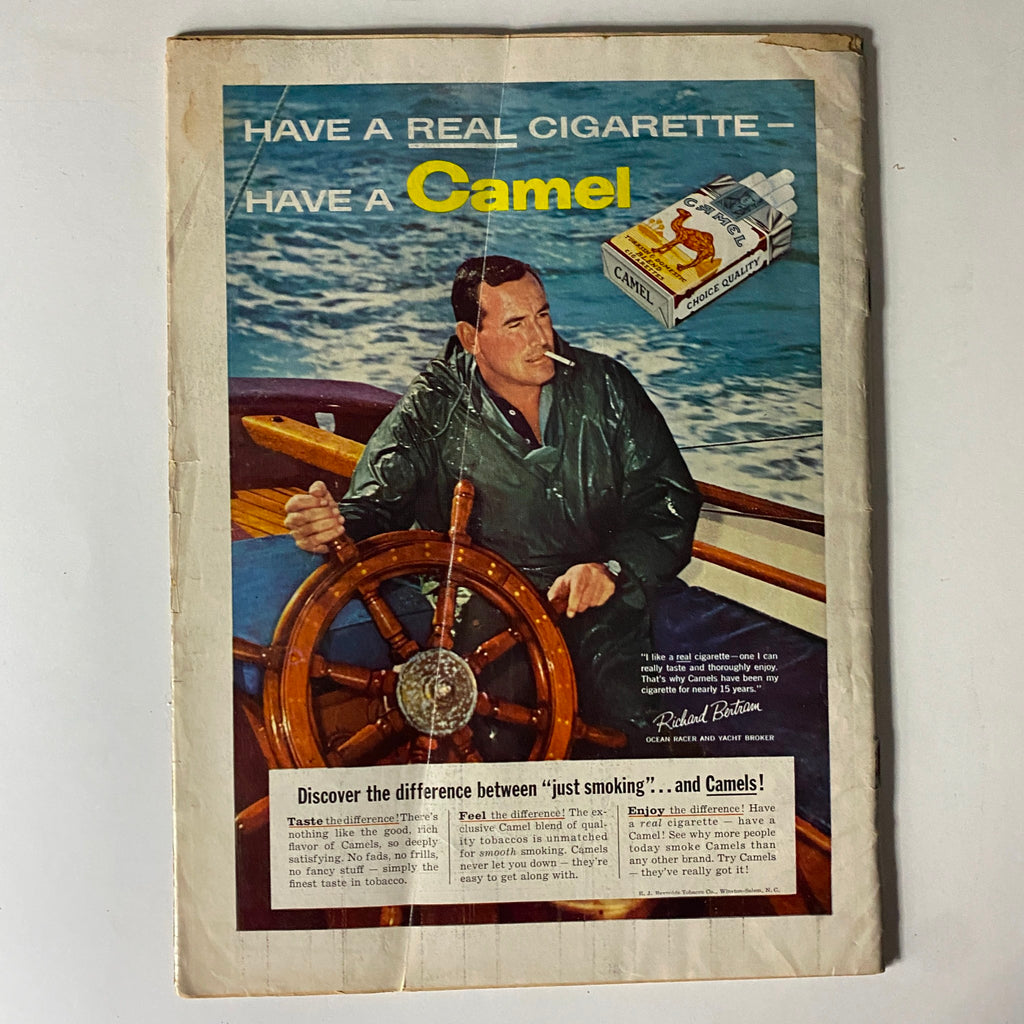 HAVE A REAL CIGARETTE—
HAVE A Camel
CAMEL
TURKISH & DOMESTIC
BLEND
CIGARETTES
CAMEL
CHOICE QUALITY
"I like a real cigarette—one I can
really taste and thoroughly enjoy.
That's why Camels have been my
cigarette for nearly 15 years."
Richard Bertram
OCEAN RACER AND YACHT BROKER
Discover the difference between "just smoking"... and Camels!
Taste the difference! There's
nothing like the good, rich
flavor of Camels, so deeply
satisfying. No fads, no frills,
no fancy stuff — simply the
finest taste in tobacco.
Feel the difference! The ex-
clusive Camel blend of qual-
ity tobaccos is unmatched
for smooth smoking. Camels
never let you down — they're
easy to get along with.
Enjoy the difference! Have
a real cigarette — have a
Camel! See why more people
today smoke Camels than
any other brand. Try Camels
— they've really got it!
R. J. Reynolds Tobacco Co., Winston-Salem, N. C.